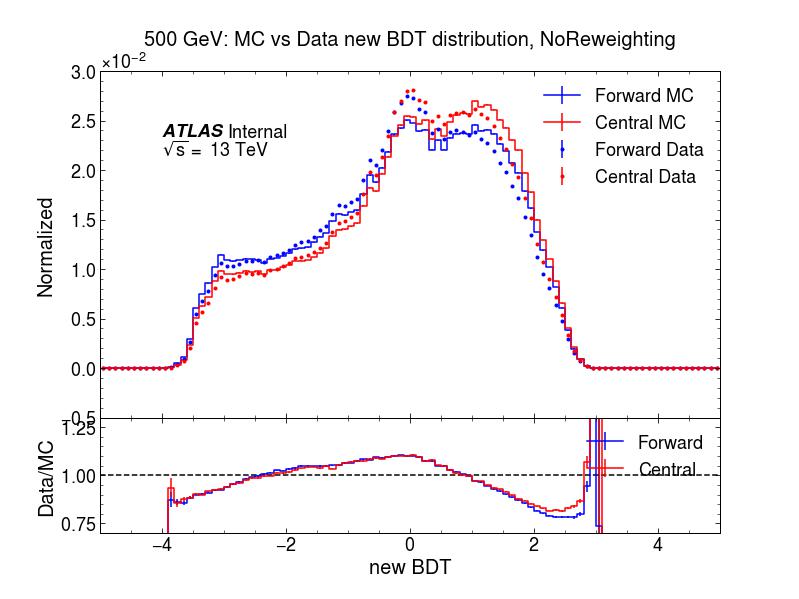 500 GeV: MC vs Data new BDT distribution, NoReweighting
×10−2
3.0
2.5
2.0
1.5
1.0
0.5
0.0
−0.5
Normalized
ATLAS Internal
√s = 13 TeV
Forward MC
Central MC
Forward Data
Central Data
1.25
1.00
0.75
Data/MC
Forward
Central
−4
−2
0
2
4
new BDT